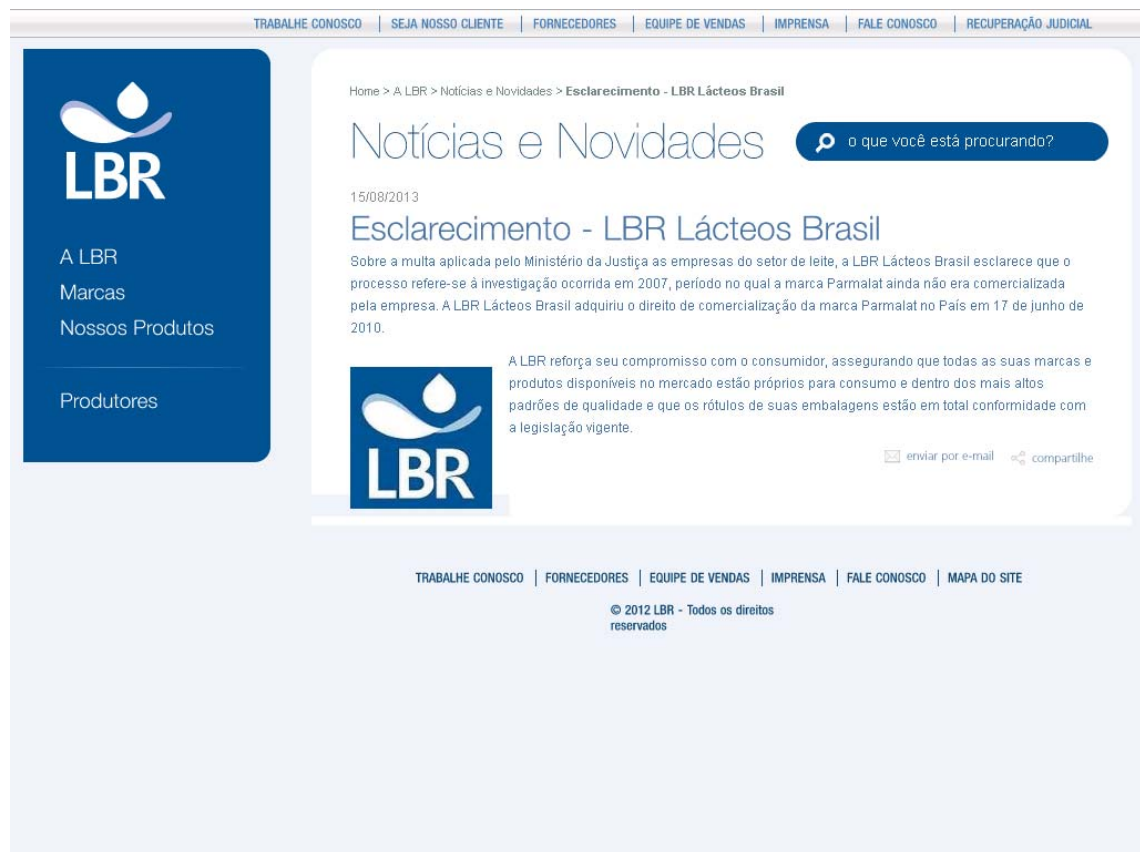 TRABALHE CONOSCO | SEJA NOSSO CLIENTE | FORNECEDORES | EQUIPE DE VENDAS | IMPRENSA | FALE CONOSCO | RECUPERAÇÃO JUDICIAL
LBR
A LBR
Marcas
Nossos Produtos
Produtores
Home > A LBR > Notícias e Novidades > Esclarecimento - LBR Lácteos Brasil
Notícias e Novidades
o que você está procurando?
15/08/2013
Esclarecimento - LBR Lácteos Brasil
Sobre a multa aplicada pelo Ministério da Justiça as empresas do setor de leite, a LBR Lácteos Brasil esclarece que o
processo refere-se à investigação ocorrida em 2007, período no qual a marca Parmalat ainda não era comercializada
pela empresa. A LBR Lácteos Brasil adquiriu o direito de comercialização da marca Parmalat no País em 17 de junho de
2010.
A LBR reforça seu compromisso com o consumidor, assegurando que todas as suas marcas e
produtos disponíveis no mercado estão próprios para consumo e dentro dos mais altos
padrões de qualidade e que os rótulos de suas embalagens estão em total conformidade com
a legislação vigente.
LBR
enviar por e-mail compartilhe
TRABALHE CONOSCO | FORNECEDORES | EQUIPE DE VENDAS | IMPRENSA | FALE CONOSCO | MAPA DO SITE
© 2012 LBR - Todos os direitos
reservados